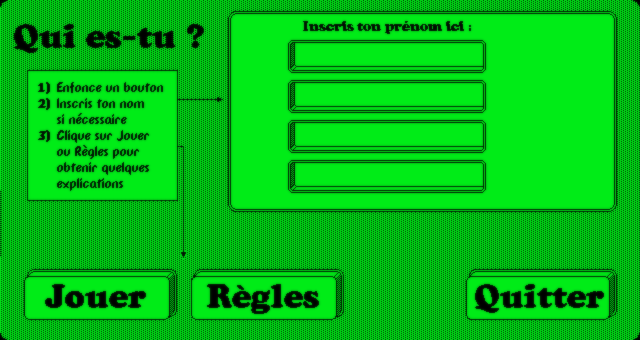 Qui es-tu ?
Inscris ton prénom ici :
1) Enfonce un bouton
2) Inscris ton nom
si nécessaire
3) Clique sur Jouer
ou Règles pour
obtenir quelques
explications
Jouer
Règles
Quitter